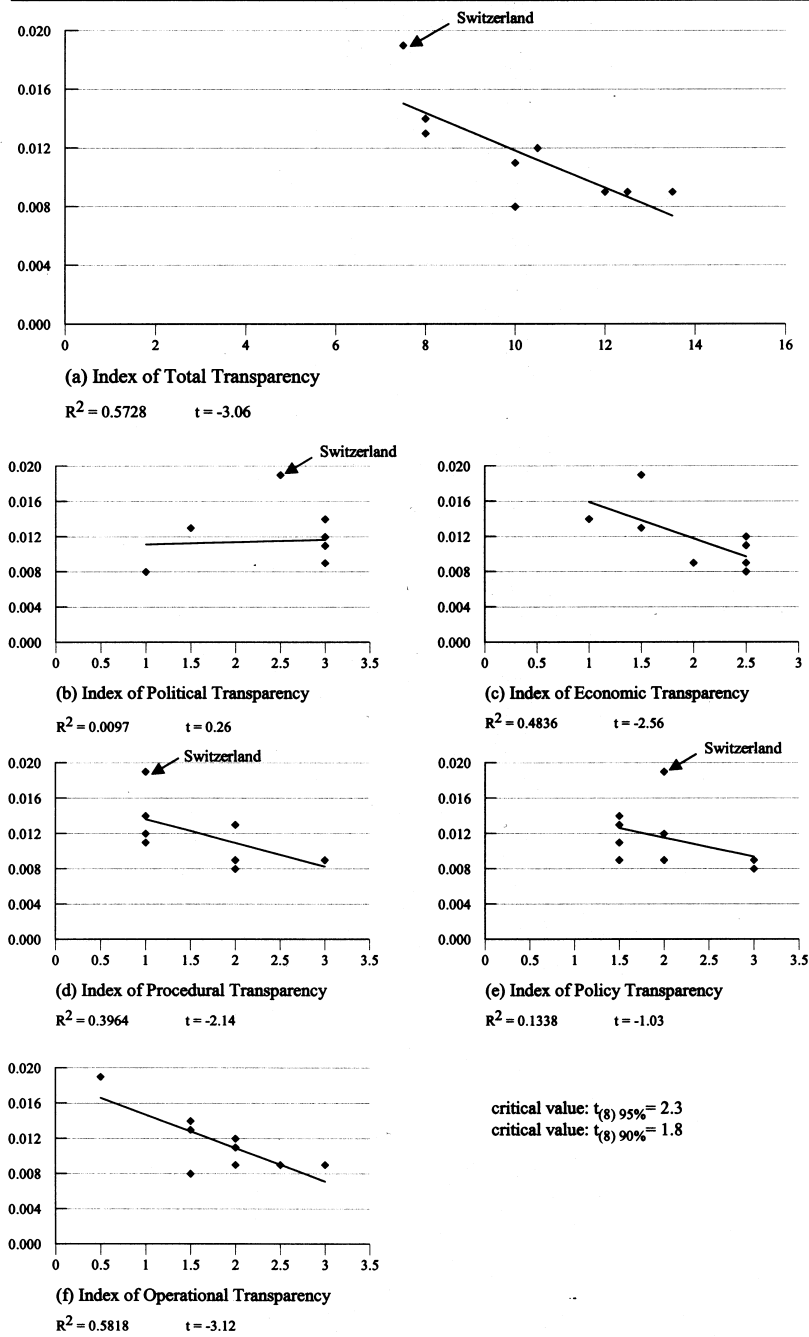 Switzerland
0.020
0.016
0.012
0.008
0.004
0.000
0 2 4 6 8 10 12 14 16
(a) Index of Total Transparency
R2 = 0.5728 t = -3.06
Switzerland
0.020
0.016
0.012
0.008
0.004
0.000
0 0.5 1 1.5 2 2.5 3 3.5
(b) Index of Political Transparency
R2 = 0.0097 t = 0.26
0.020
0.016
0.012
0.008
0.004
0.000
0 0.5 1 1.5 2 2.5 3 3.5
(c) Index of Economic Transparency
R2 = 0.4836 t = -2.56
Switzerland
0.020
0.016
0.012
0.008
0.004
0.000
0 0.5 1 1.5 2 2.5 3 3.5
(d) Index of Procedural Transparency
R2 = 0.3964 t = -2.14
Switzerland
0.020
0.016
0.012
0.008
0.004
0.000
0 0.5 1 1.5 2 2.5 3 3.5
(e) Index of Policy Transparency
R2 = 0.1338 t = -1.03
0.020
0.016
0.012
0.008
0.004
0.000
0 0.5 1 1.5 2 2.5 3 3.5
(f) Index of Operational Transparency
R2 = 0.5818 t = -3.12
critical value: t(8) 95%= 2.3
critical value: t(8) 90%= 1.8